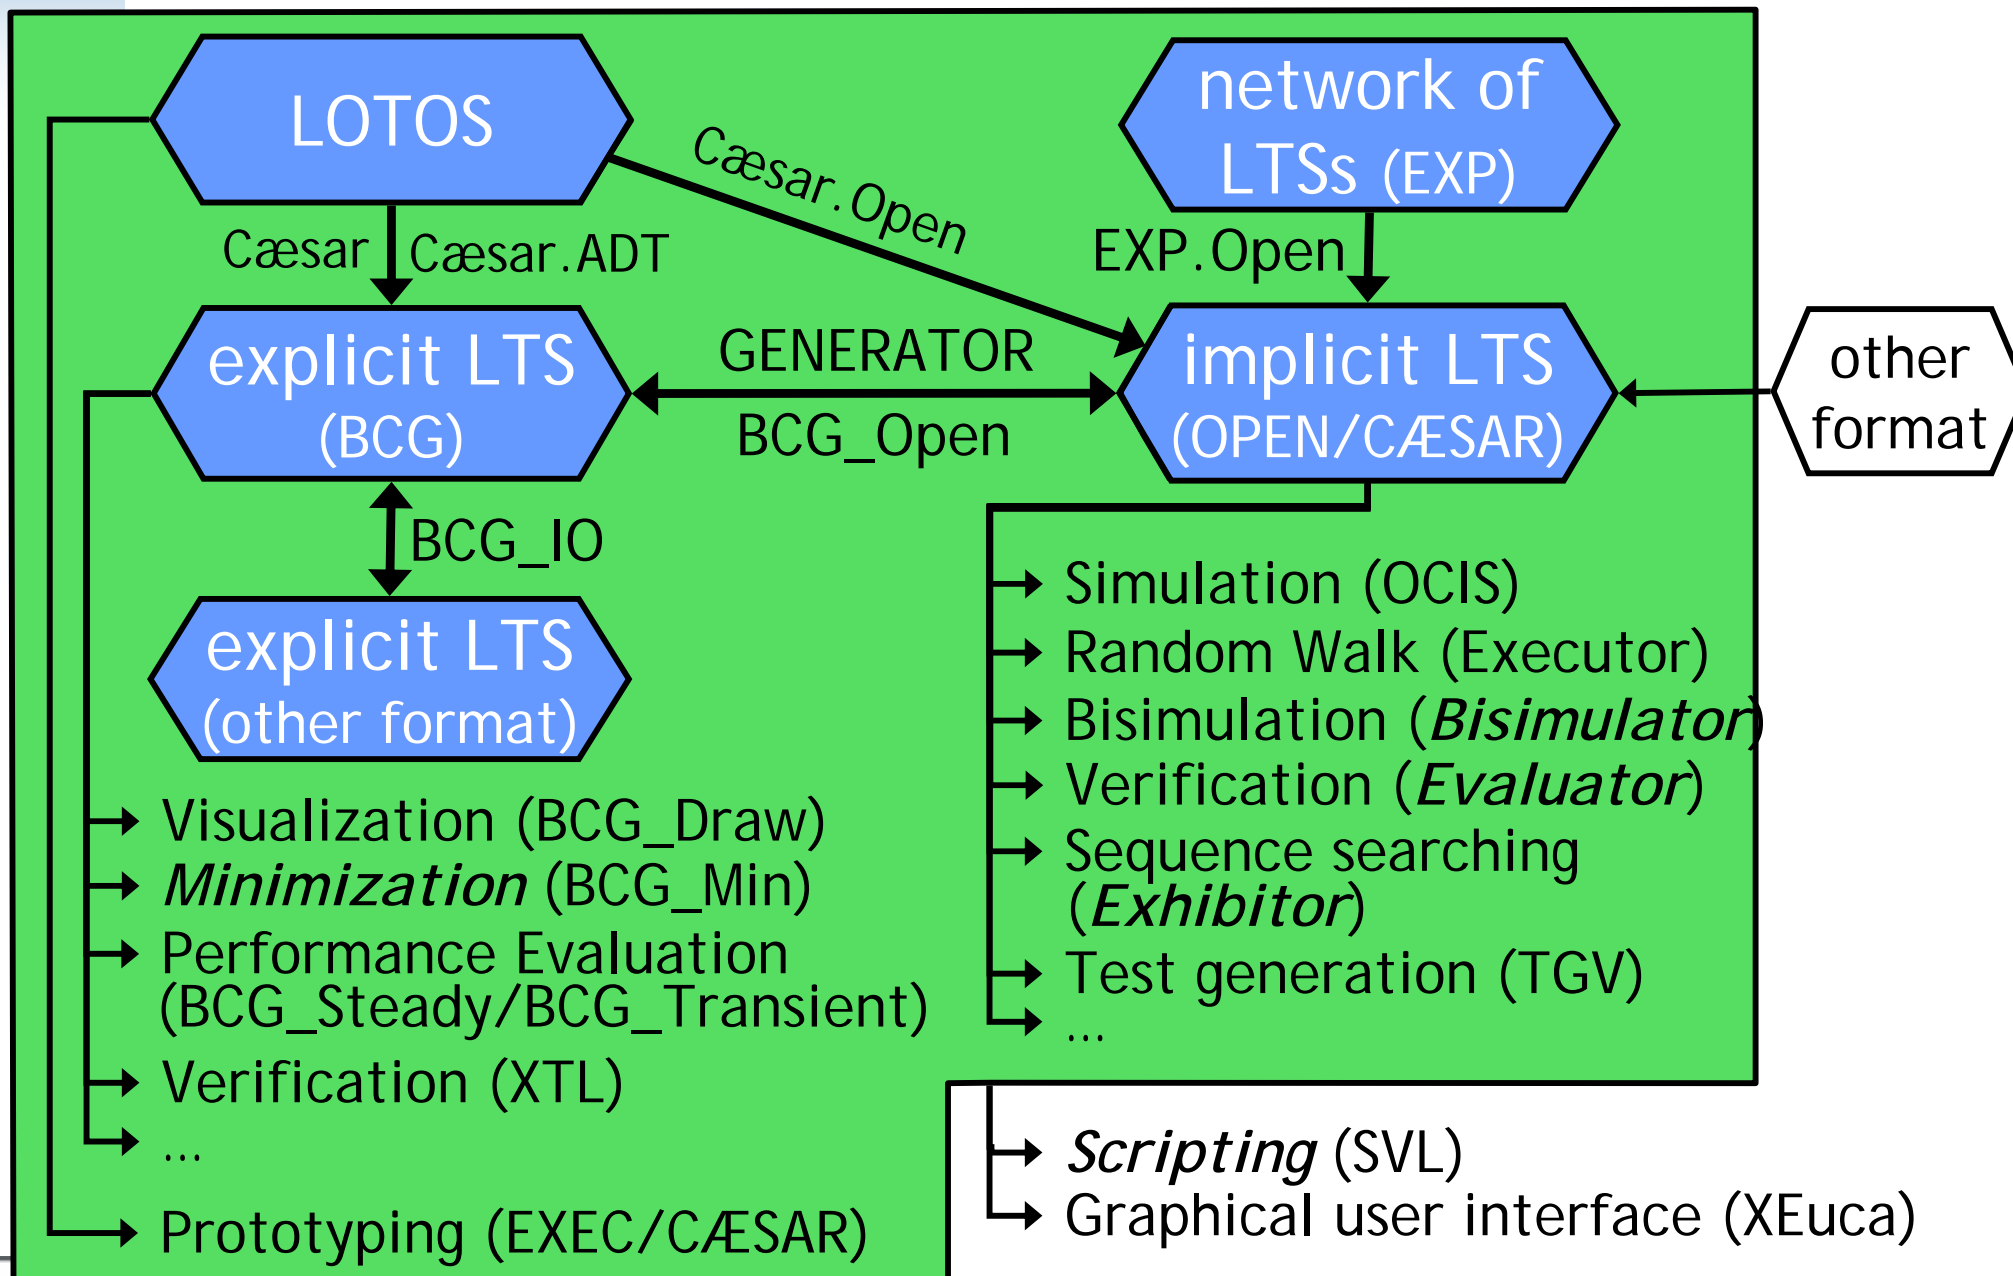 LOTOS
network of
LTSs (EXP)
Cæsar.Open
Cæsar
Cæsar.ADT
EXP.Open
explicit LTS
(BCG)
GENERATOR
BCG_Open
implicit LTS
(OPEN/CÆSAR)
other
format
BCG_IO
explicit LTS
(other format)
Visualization (BCG_Draw)
Minimization (BCG_Min)
Performance Evaluation
(BCG_Steady/BCG_Transient)
Verification (XTL)
...
Prototyping (EXEC/CÆSAR)
Simulation (OCIS)
Random Walk (Executor)
Bisimulation (Bisimulator)
Verification (Evaluator)
Sequence searching
(Exhibitor)
Test generation (TGV)
...
Scripting (SVL)
Graphical user interface (XEuca)